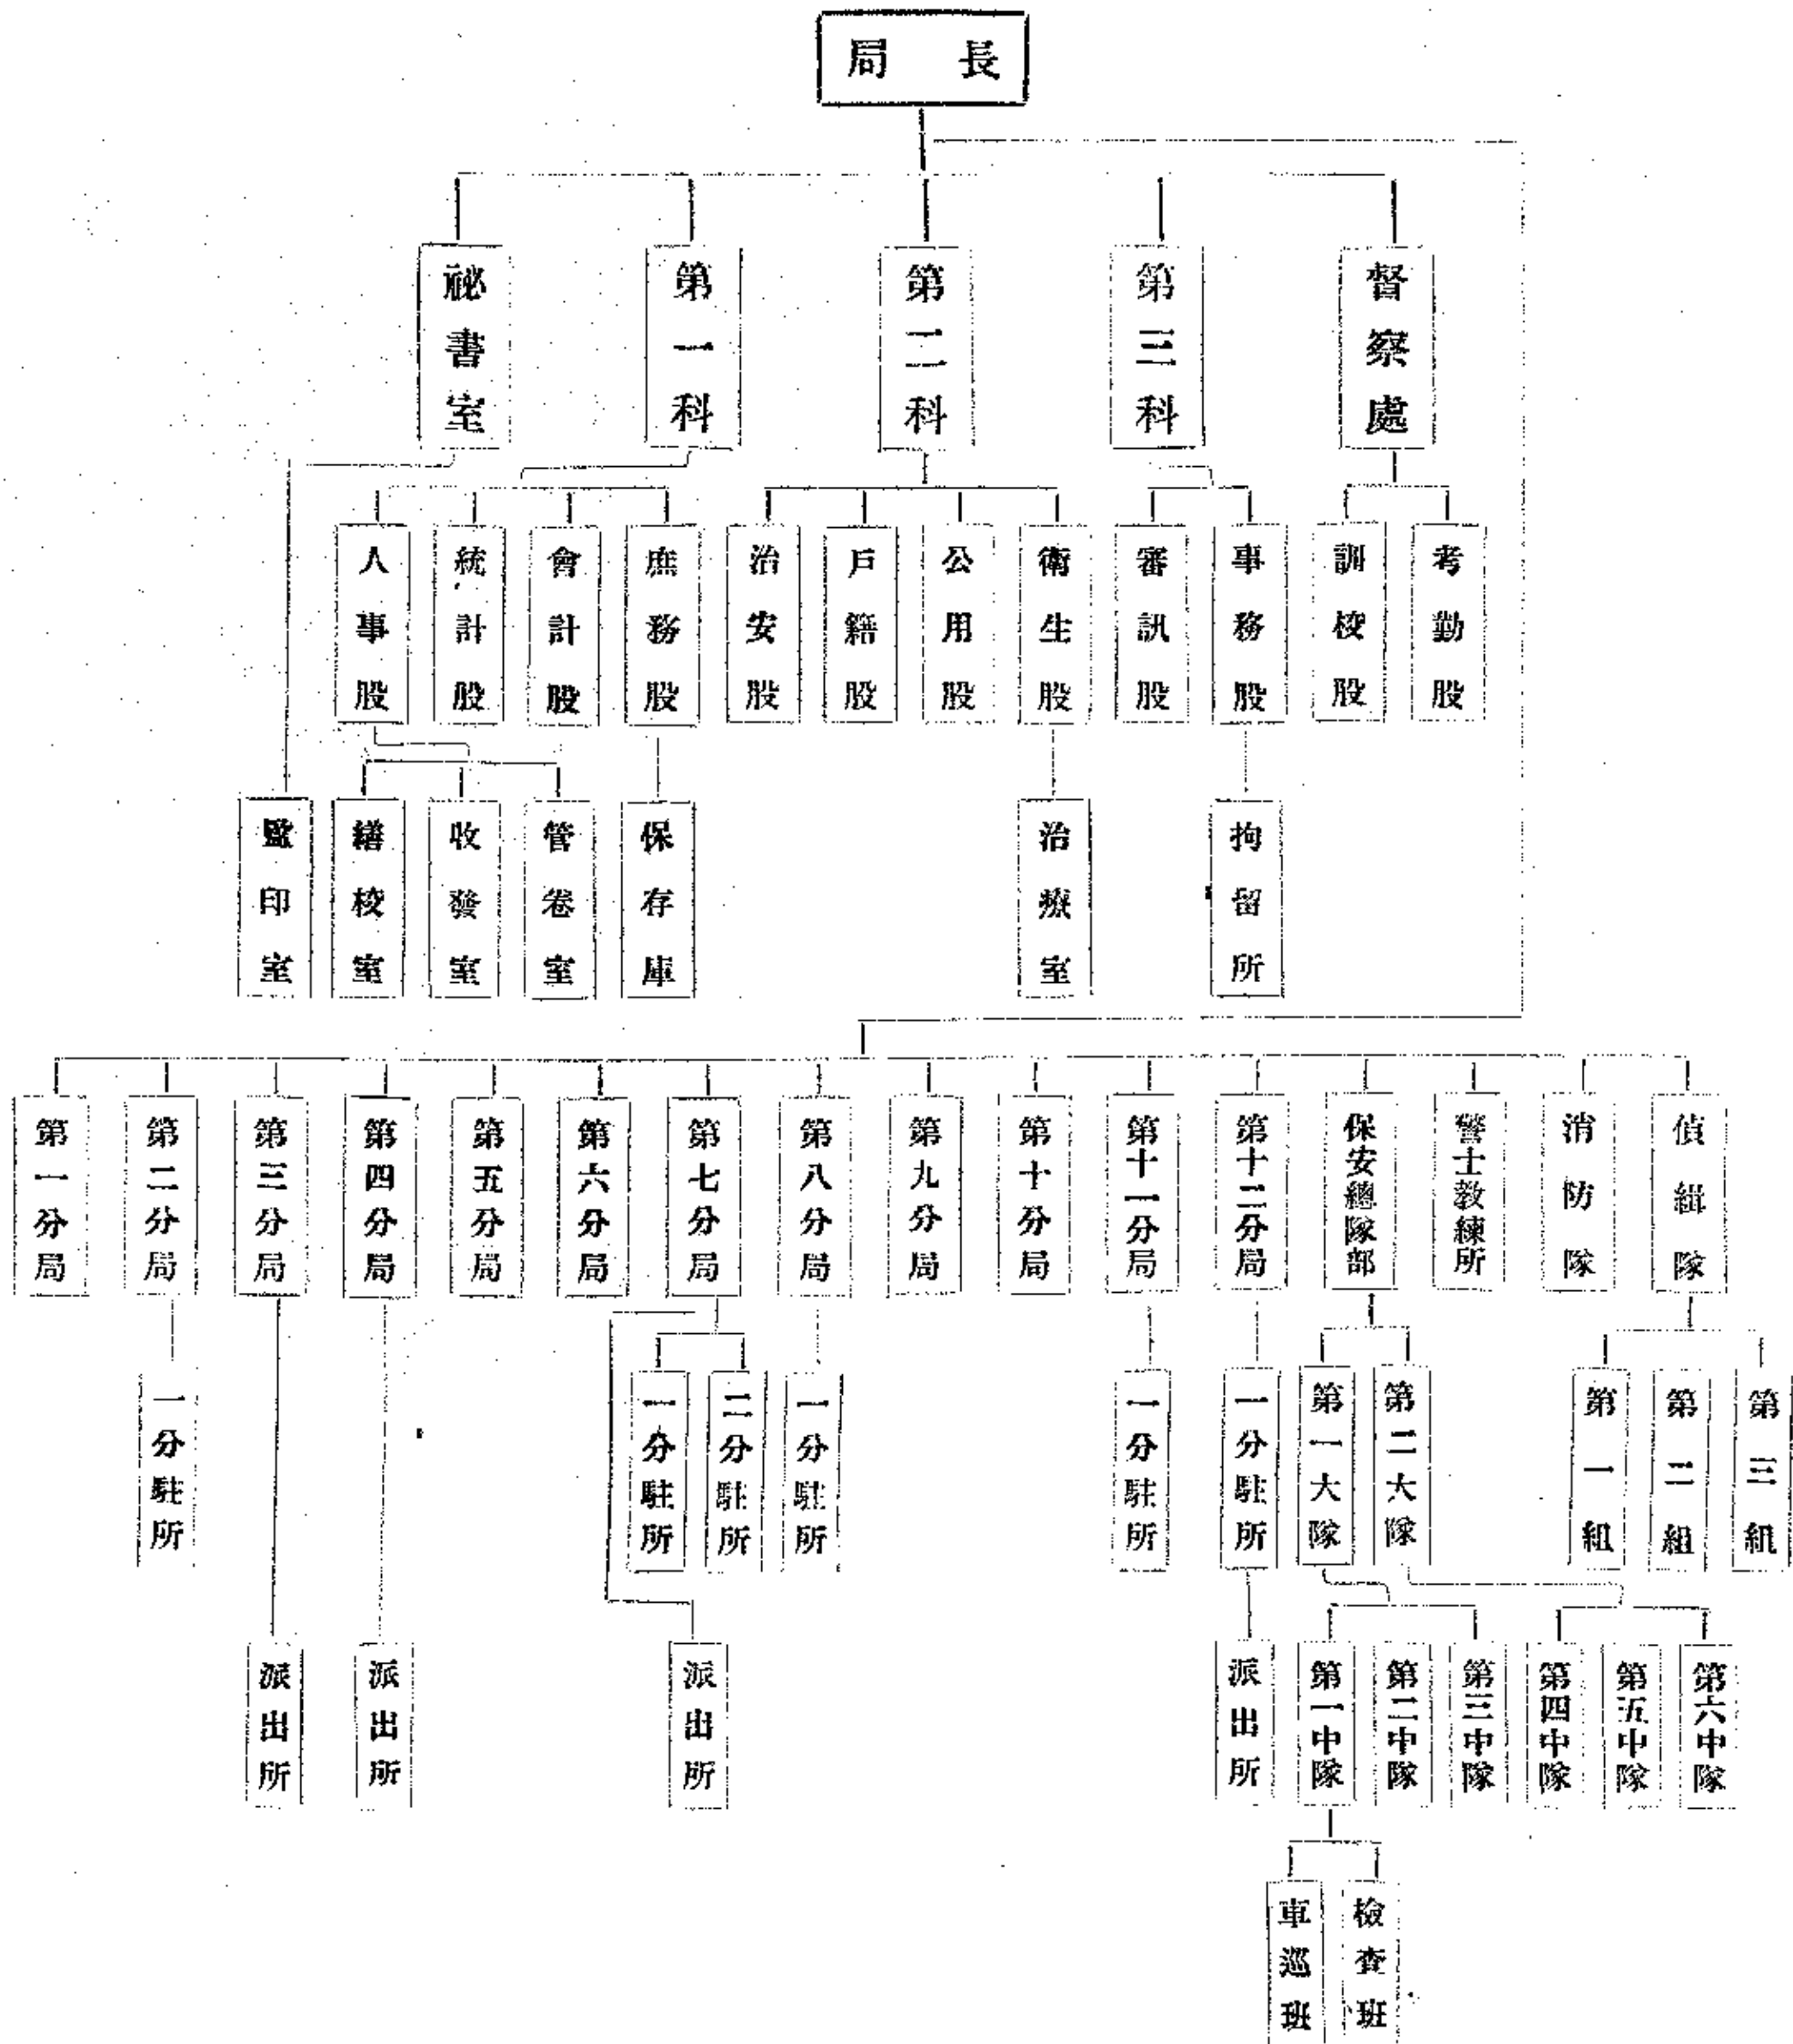 局長
祕書室
第一科
第二科
第三科
督察處
人事股
統計股
會計股
庶務股
治安股
戶籍股
公用股
衛生股
審訊股
事務股
訓校股
考勤股
監印室
繕校室
收發室
管卷室
保存庫
治療室
拘留所
第一分局
第二分局
第三分局
第四分局
第五分局
第六分局
第七分局
第八分局
第九分局
第十分局
第十一分局
第十二分局
保安總隊部
警士教練所
消防隊
偵緝隊
一分駐所
一分駐所
二分駐所
一分駐所
一分駐所
一分駐所
第一大隊
第二大隊
第一組
第二組
第三組
派出所
派出所
派出所
派出所
第一中隊
第二中隊
第三中隊
第四中隊
第五中隊
第六中隊
車巡班
檢查班